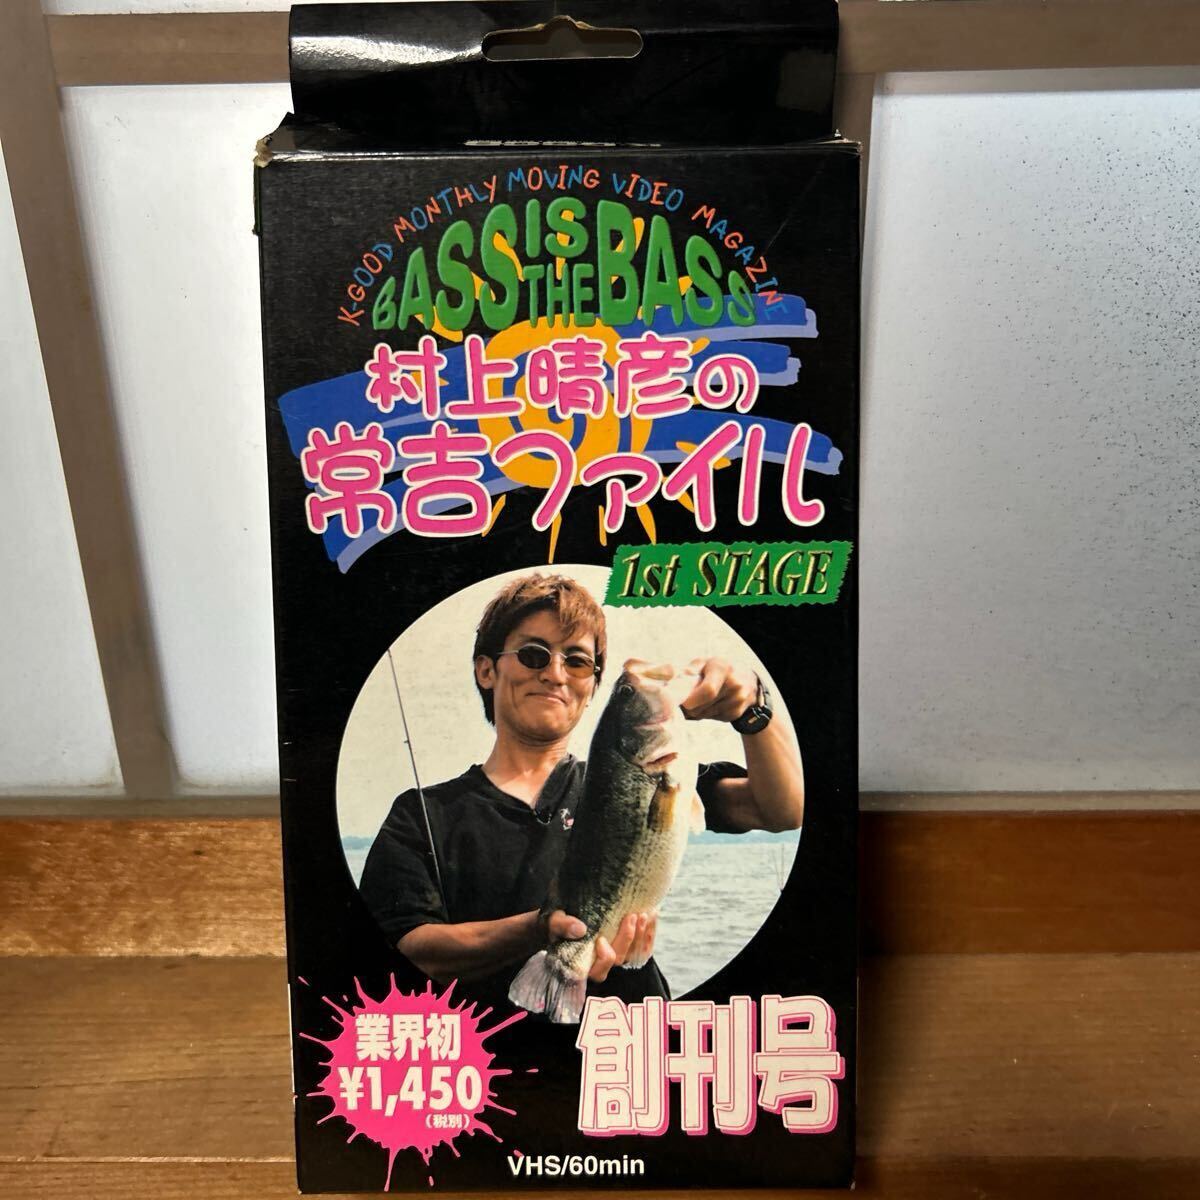 K-GOOD MONTHLY MOVING VIDEO MAGAZINE
BASS IS THE BASS
村上晴彦の
常吉ファイル
1st STAGE
業界初
¥1,450
(税別)
創刊号
VHS/60min